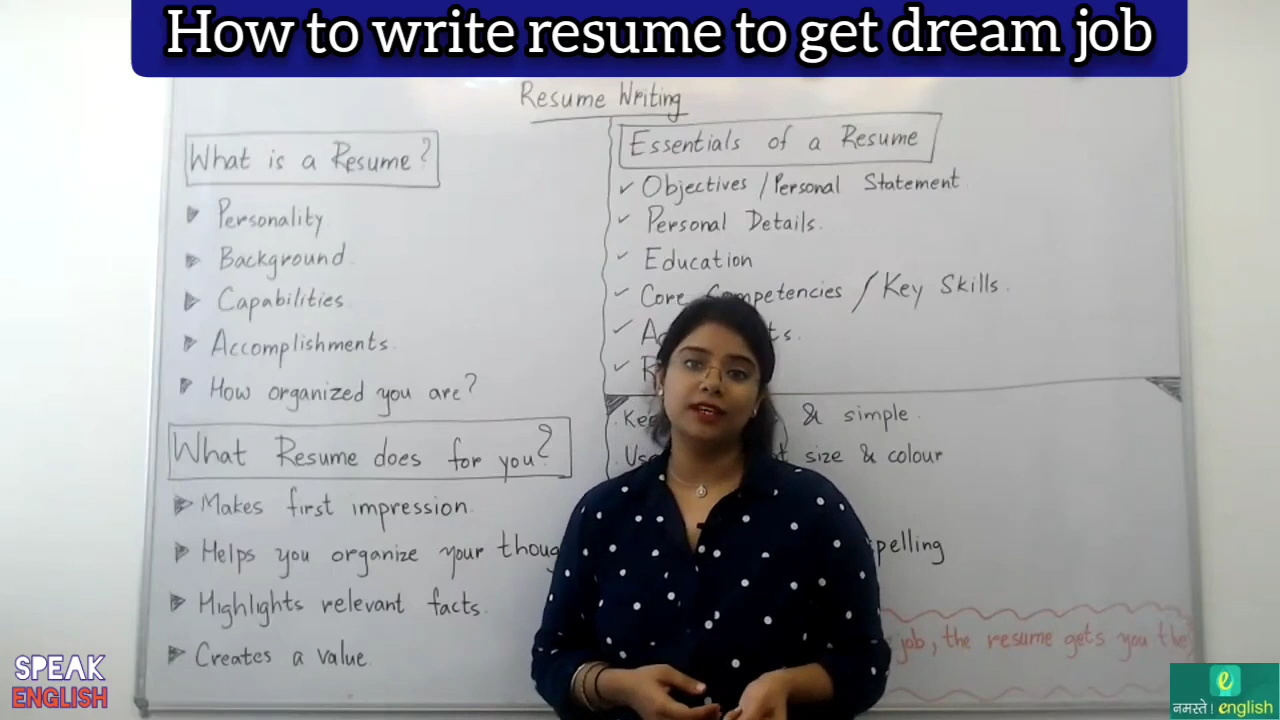 How to write resume to get dream job
Resume Writing
What is a Resume?
Personality
Background
Capabilities
Accomplishments.
How organized you are?
What Resume does for you?
Makes first impression.
Helps you organize your
Highlights relevant facts.
Creates a value.
Essentials of a Resume
Objectives / Personal Statement
Personal Details.
Education
Core Competencies / Key Skills.
& simple.
size & colour
job, the resume gets you the
SPEAK
ENGLISH
e
नमस्ते! english